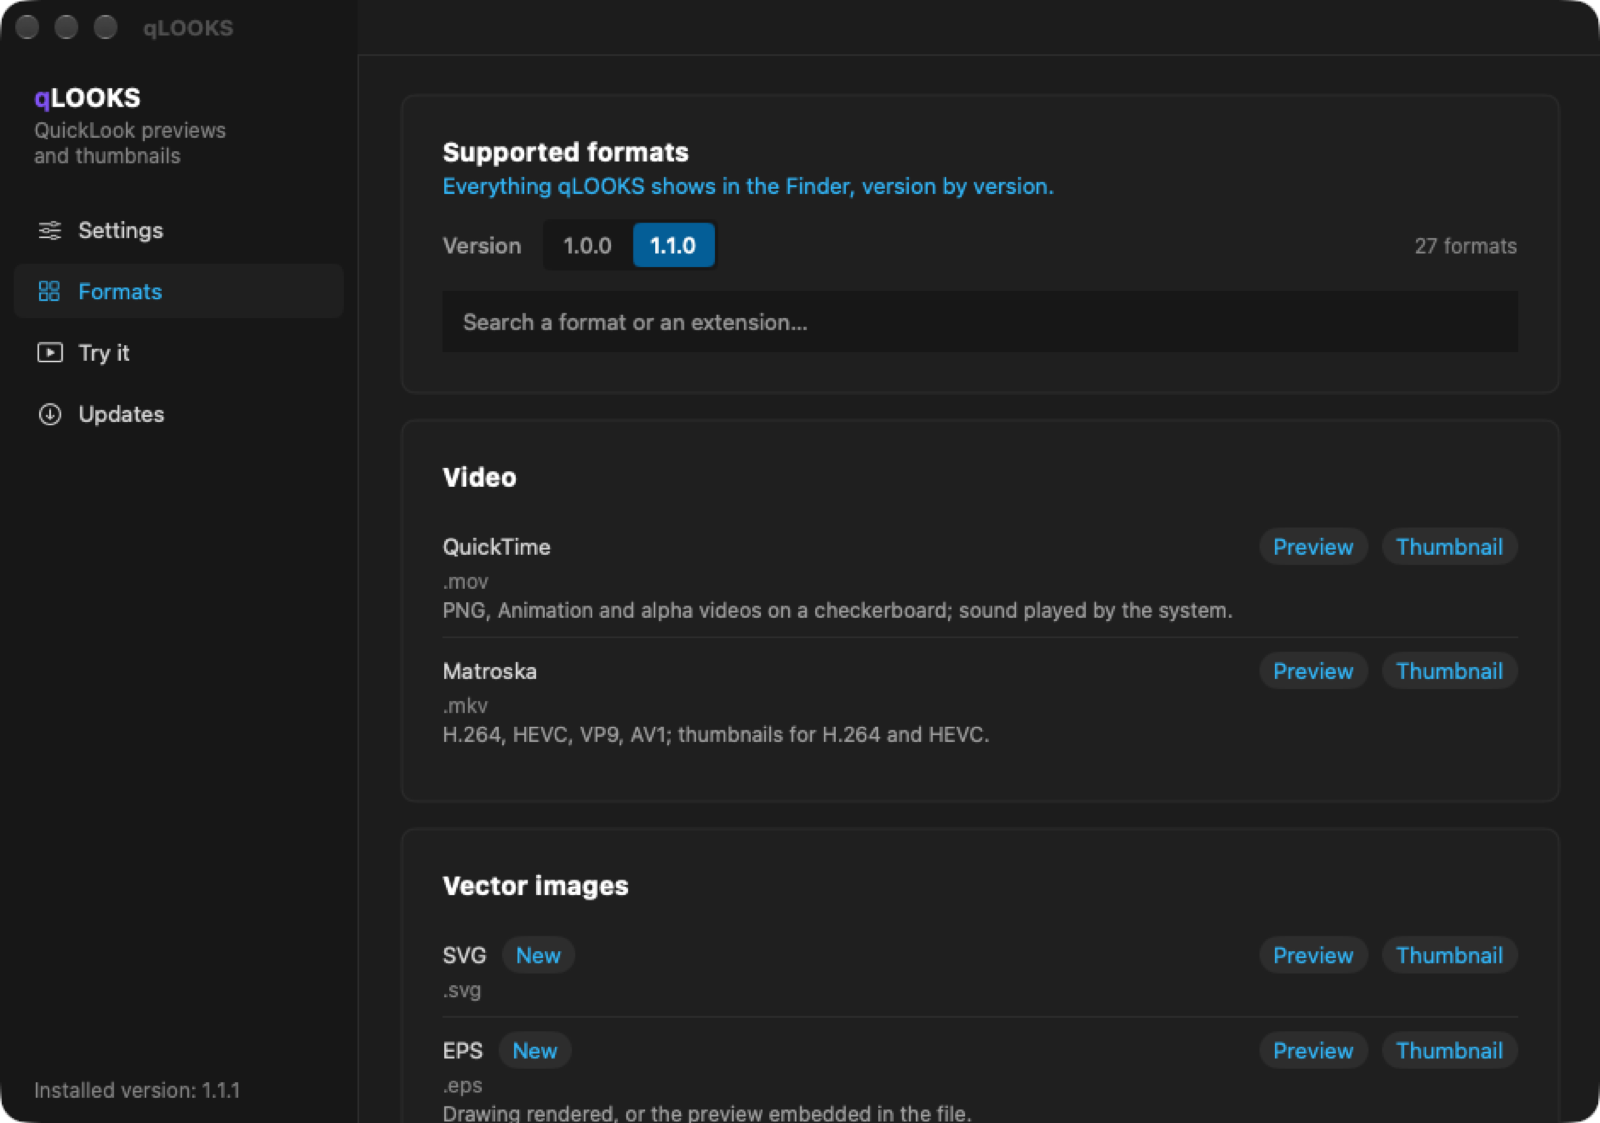 qLOOKS
qLOOKS
QuickLook previews
and thumbnails
Settings
Formats
Try it
Updates
Installed version: 1.1.1
Supported formats
Everything qLOOKS shows in the Finder, version by version.
Version 1.0.0 1.1.0 27 formats
Search a format or an extension...
Video
QuickTime Preview Thumbnail
.mov
PNG, Animation and alpha videos on a checkerboard; sound played by the system.
Matroska Preview Thumbnail
.mkv
H.264, HEVC, VP9, AV1; thumbnails for H.264 and HEVC.
Vector images
SVG New Preview Thumbnail
.svg
EPS New Preview Thumbnail
.eps
Drawing rendered, or the preview embedded in the file.